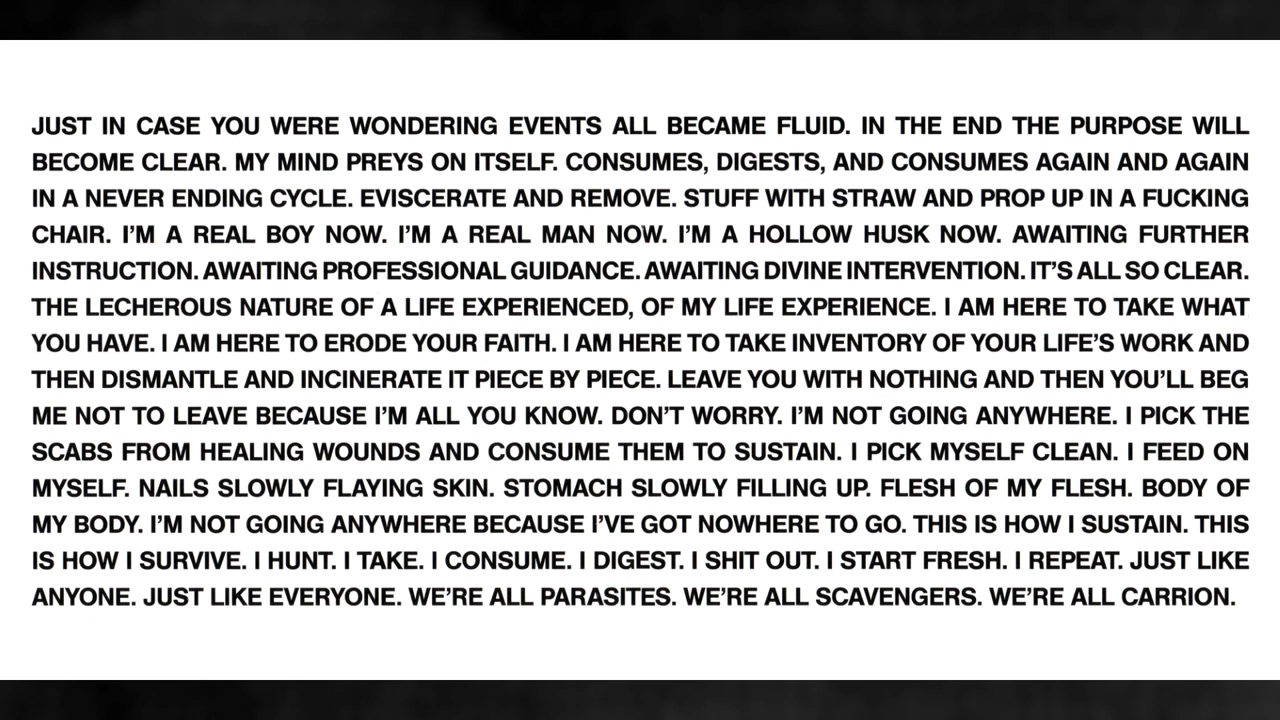 JUST IN CASE YOU WERE WONDERING EVENTS ALL BECAME FLUID. IN THE END THE PURPOSE WILL
BECOME CLEAR. MY MIND PREYS ON ITSELF. CONSUMES, DIGESTS, AND CONSUMES AGAIN AND AGAIN
IN A NEVER ENDING CYCLE. EVISCERATE AND REMOVE. STUFF WITH STRAW AND PROP UP IN A FUCKING
CHAIR. I’M A REAL BOY NOW. I’M A REAL MAN NOW. I’M A HOLLOW HUSK NOW. AWAITING FURTHER
INSTRUCTION. AWAITING PROFESSIONAL GUIDANCE. AWAITING DIVINE INTERVENTION. IT’S ALL SO CLEAR.
THE LECHEROUS NATURE OF A LIFE EXPERIENCED, OF MY LIFE EXPERIENCE. I AM HERE TO TAKE WHAT
YOU HAVE. I AM HERE TO ERODE YOUR FAITH. I AM HERE TO TAKE INVENTORY OF YOUR LIFE’S WORK AND
THEN DISMANTLE AND INCINERATE IT PIECE BY PIECE. LEAVE YOU WITH NOTHING AND THEN YOU’LL BEG
ME NOT TO LEAVE BECAUSE I’M ALL YOU KNOW. DON’T WORRY. I’M NOT GOING ANYWHERE. I PICK THE
SCABS FROM HEALING WOUNDS AND CONSUME THEM TO SUSTAIN. I PICK MYSELF CLEAN. I FEED ON
MYSELF. NAILS SLOWLY FLAYING SKIN. STOMACH SLOWLY FILLING UP. FLESH OF MY FLESH. BODY OF
MY BODY. I’M NOT GOING ANYWHERE BECAUSE I’VE GOT NOWHERE TO GO. THIS IS HOW I SUSTAIN. THIS
IS HOW I SURVIVE. I HUNT. I TAKE. I CONSUME. I DIGEST. I SHIT OUT. I START FRESH. I REPEAT. JUST LIKE
ANYONE. JUST LIKE EVERYONE. WE’RE ALL PARASITES. WE’RE ALL SCAVENGERS. WE’RE ALL CARRION.